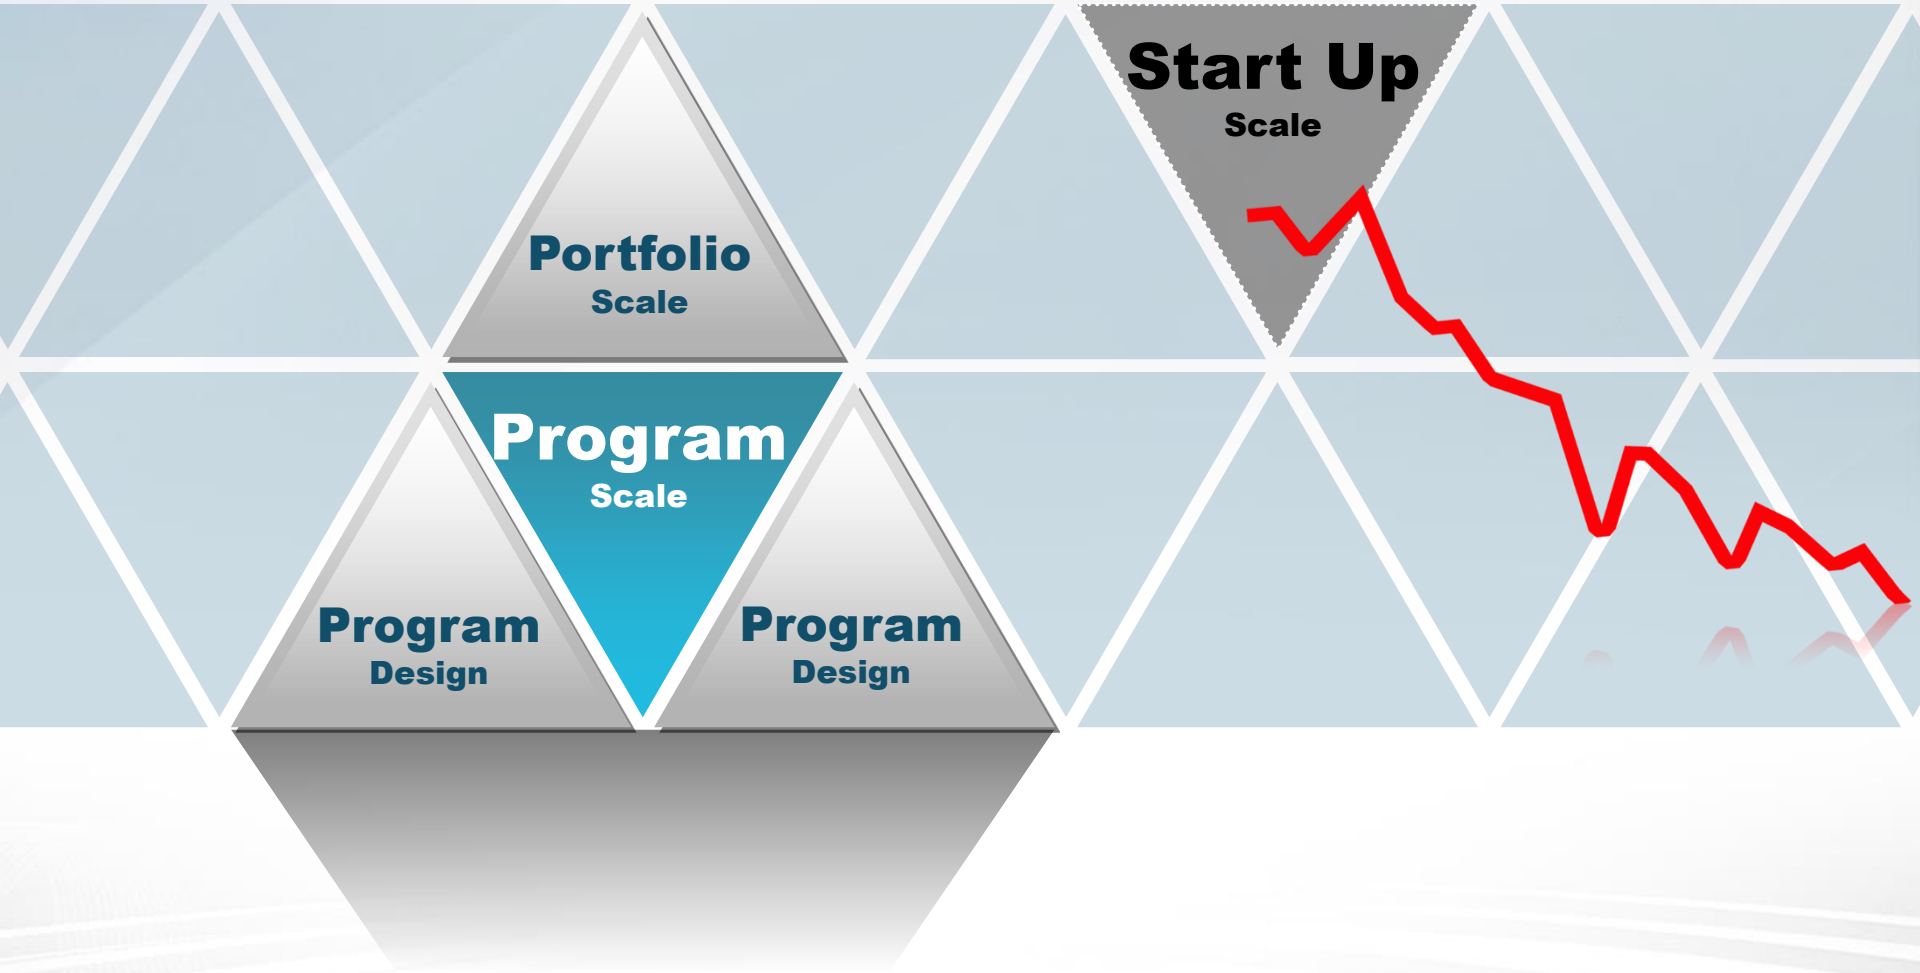 Start Up
Scale
Portfolio
Scale
Program
Scale
Program
Design
Program
Design